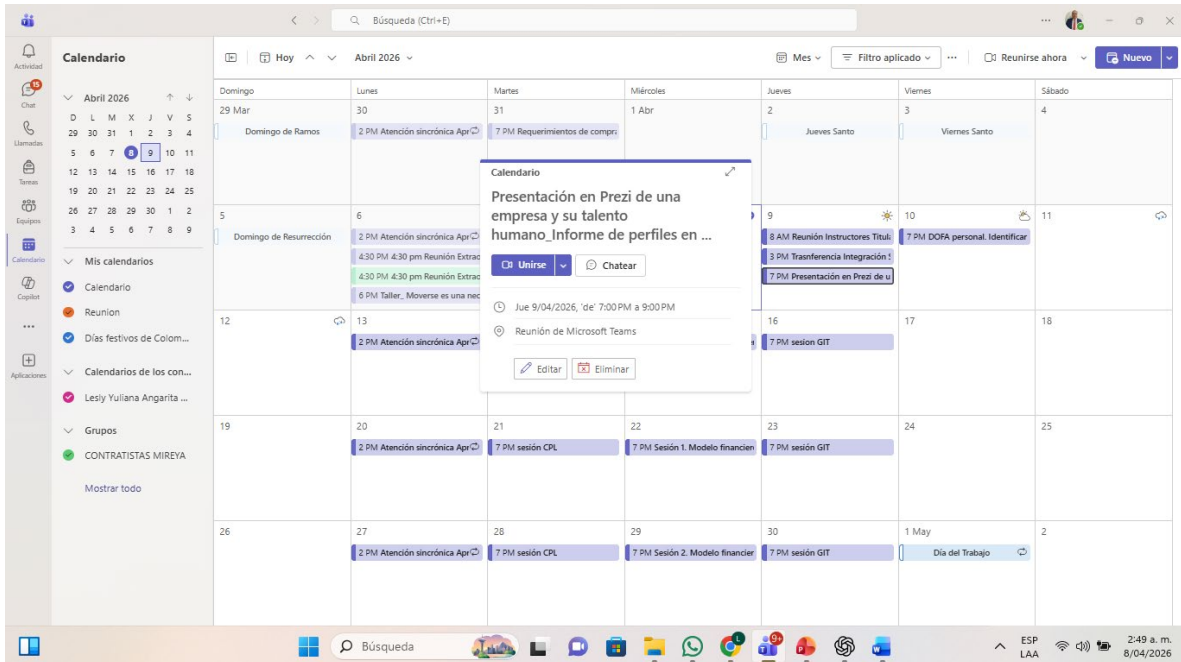 Búsqueda (Ctrl+E)
Actividad
Chat
15
Llamadas
Tareas
Equipos
Calendario
Copilot
Aplicaciones
Calendario
Hoy
Abril 2026
Mes
Filtro aplicado
Reunirse ahora
Nuevo
Abril 2026
D L M X J V S
29 30 31 1 2 3 4
5 6 7 8 9 10 11
12 13 14 15 16 17 18
19 20 21 22 23 24 25
26 27 28 29 30 1 2
3 4 5 6 7 8 9
Mis calendarios
Calendario
Reunion
Días festivos de Colom...
Calendarios de los con...
Lesly Yuliana Angarita ...
Grupos
CONTRATISTAS MIREYA
Mostrar todo
Domingo Lunes Martes Miércoles Jueves Viernes Sábado
29 Mar 30 31 1 Abr 2 3 4
Domingo de Ramos
2 PM Atención sincrónica Apr
7 PM Requerimientos de compra
Jueves Santo
Viernes Santo
5 6 9 10 11
Domingo de Resurrección
2 PM Atención sincrónica Apr
4:30 PM 4:30 pm Reunión Extrao
4:30 PM 4:30 pm Reunión Extrao
6 PM Taller_ Moverse es una nec
8 AM Reunión Instructores Titula
3 PM Trasnferencia Integración
7 PM Presentación en Prezi de u
7 PM DOFA personal. Identificar
Calendario
Presentación en Prezi de una
empresa y su talento
humano_Informe de perfiles en ...
Unirse
Chatear
Jue 9/04/2026, 'de' 7:00 PM a 9:00 PM
Reunión de Microsoft Teams
Editar
Eliminar
12 13 16 17 18
2 PM Atención sincrónica Apr
7 PM sesion GIT
19 20 21 22 23 24 25
2 PM Atención sincrónica Apr
7 PM sesión CPL
7 PM Sesión 1. Modelo financien
7 PM sesión GIT
26 27 28 29 30 1 May 2
2 PM Atención sincrónica Apr
7 PM sesión CPL
7 PM Sesión 2. Modelo financier
7 PM sesión GIT
Día del Trabajo
Búsqueda
9+
ESP
LAA
2:49 a. m.
8/04/2026